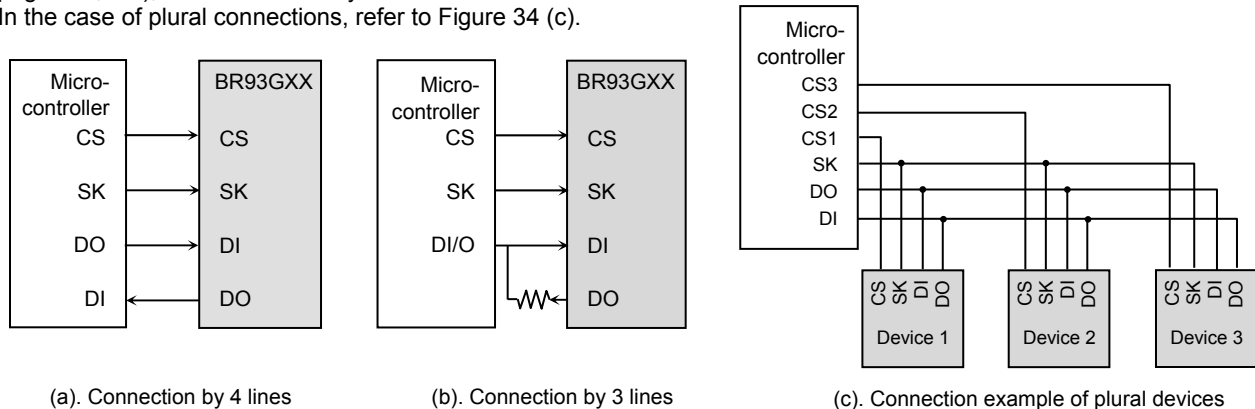 In the case of plural connections, refer to Figure 34 (c).
Micro-
controller
CS
SK
DO
DI
BR93GXX
CS
SK
DI
DO
(a). Connection by 4 lines
Micro-
controller
CS
SK
DI/O
BR93GXX
CS
SK
DI
DO
(b). Connection by 3 lines
Micro-
controller
CS3
CS2
CS1
SK
DO
DI
CS
SK
DI
DO
Device 1
CS
SK
DI
DO
Device 2
CS
SK
DI
DO
Device 3
(c). Connection example of plural devices